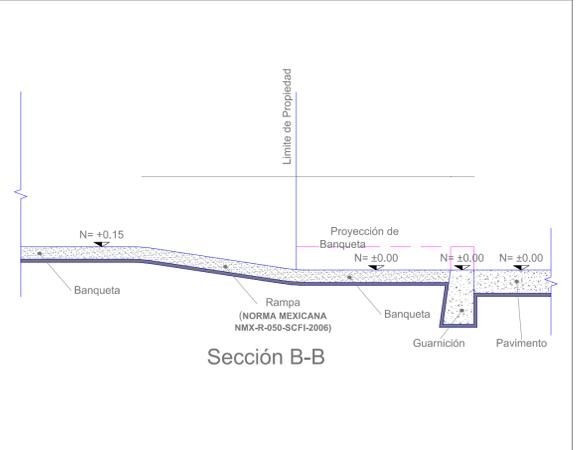 Limite de Propiedad
Proyección de
Banqueta
N= +0.15
N= ±0.00
N= ±0.00
N= ±0.00
Banqueta
Rampa
(NORMA MEXICANA
NMX-R-050-SCFI-2006)
Banqueta
Guarnición
Pavimento
Sección B-B